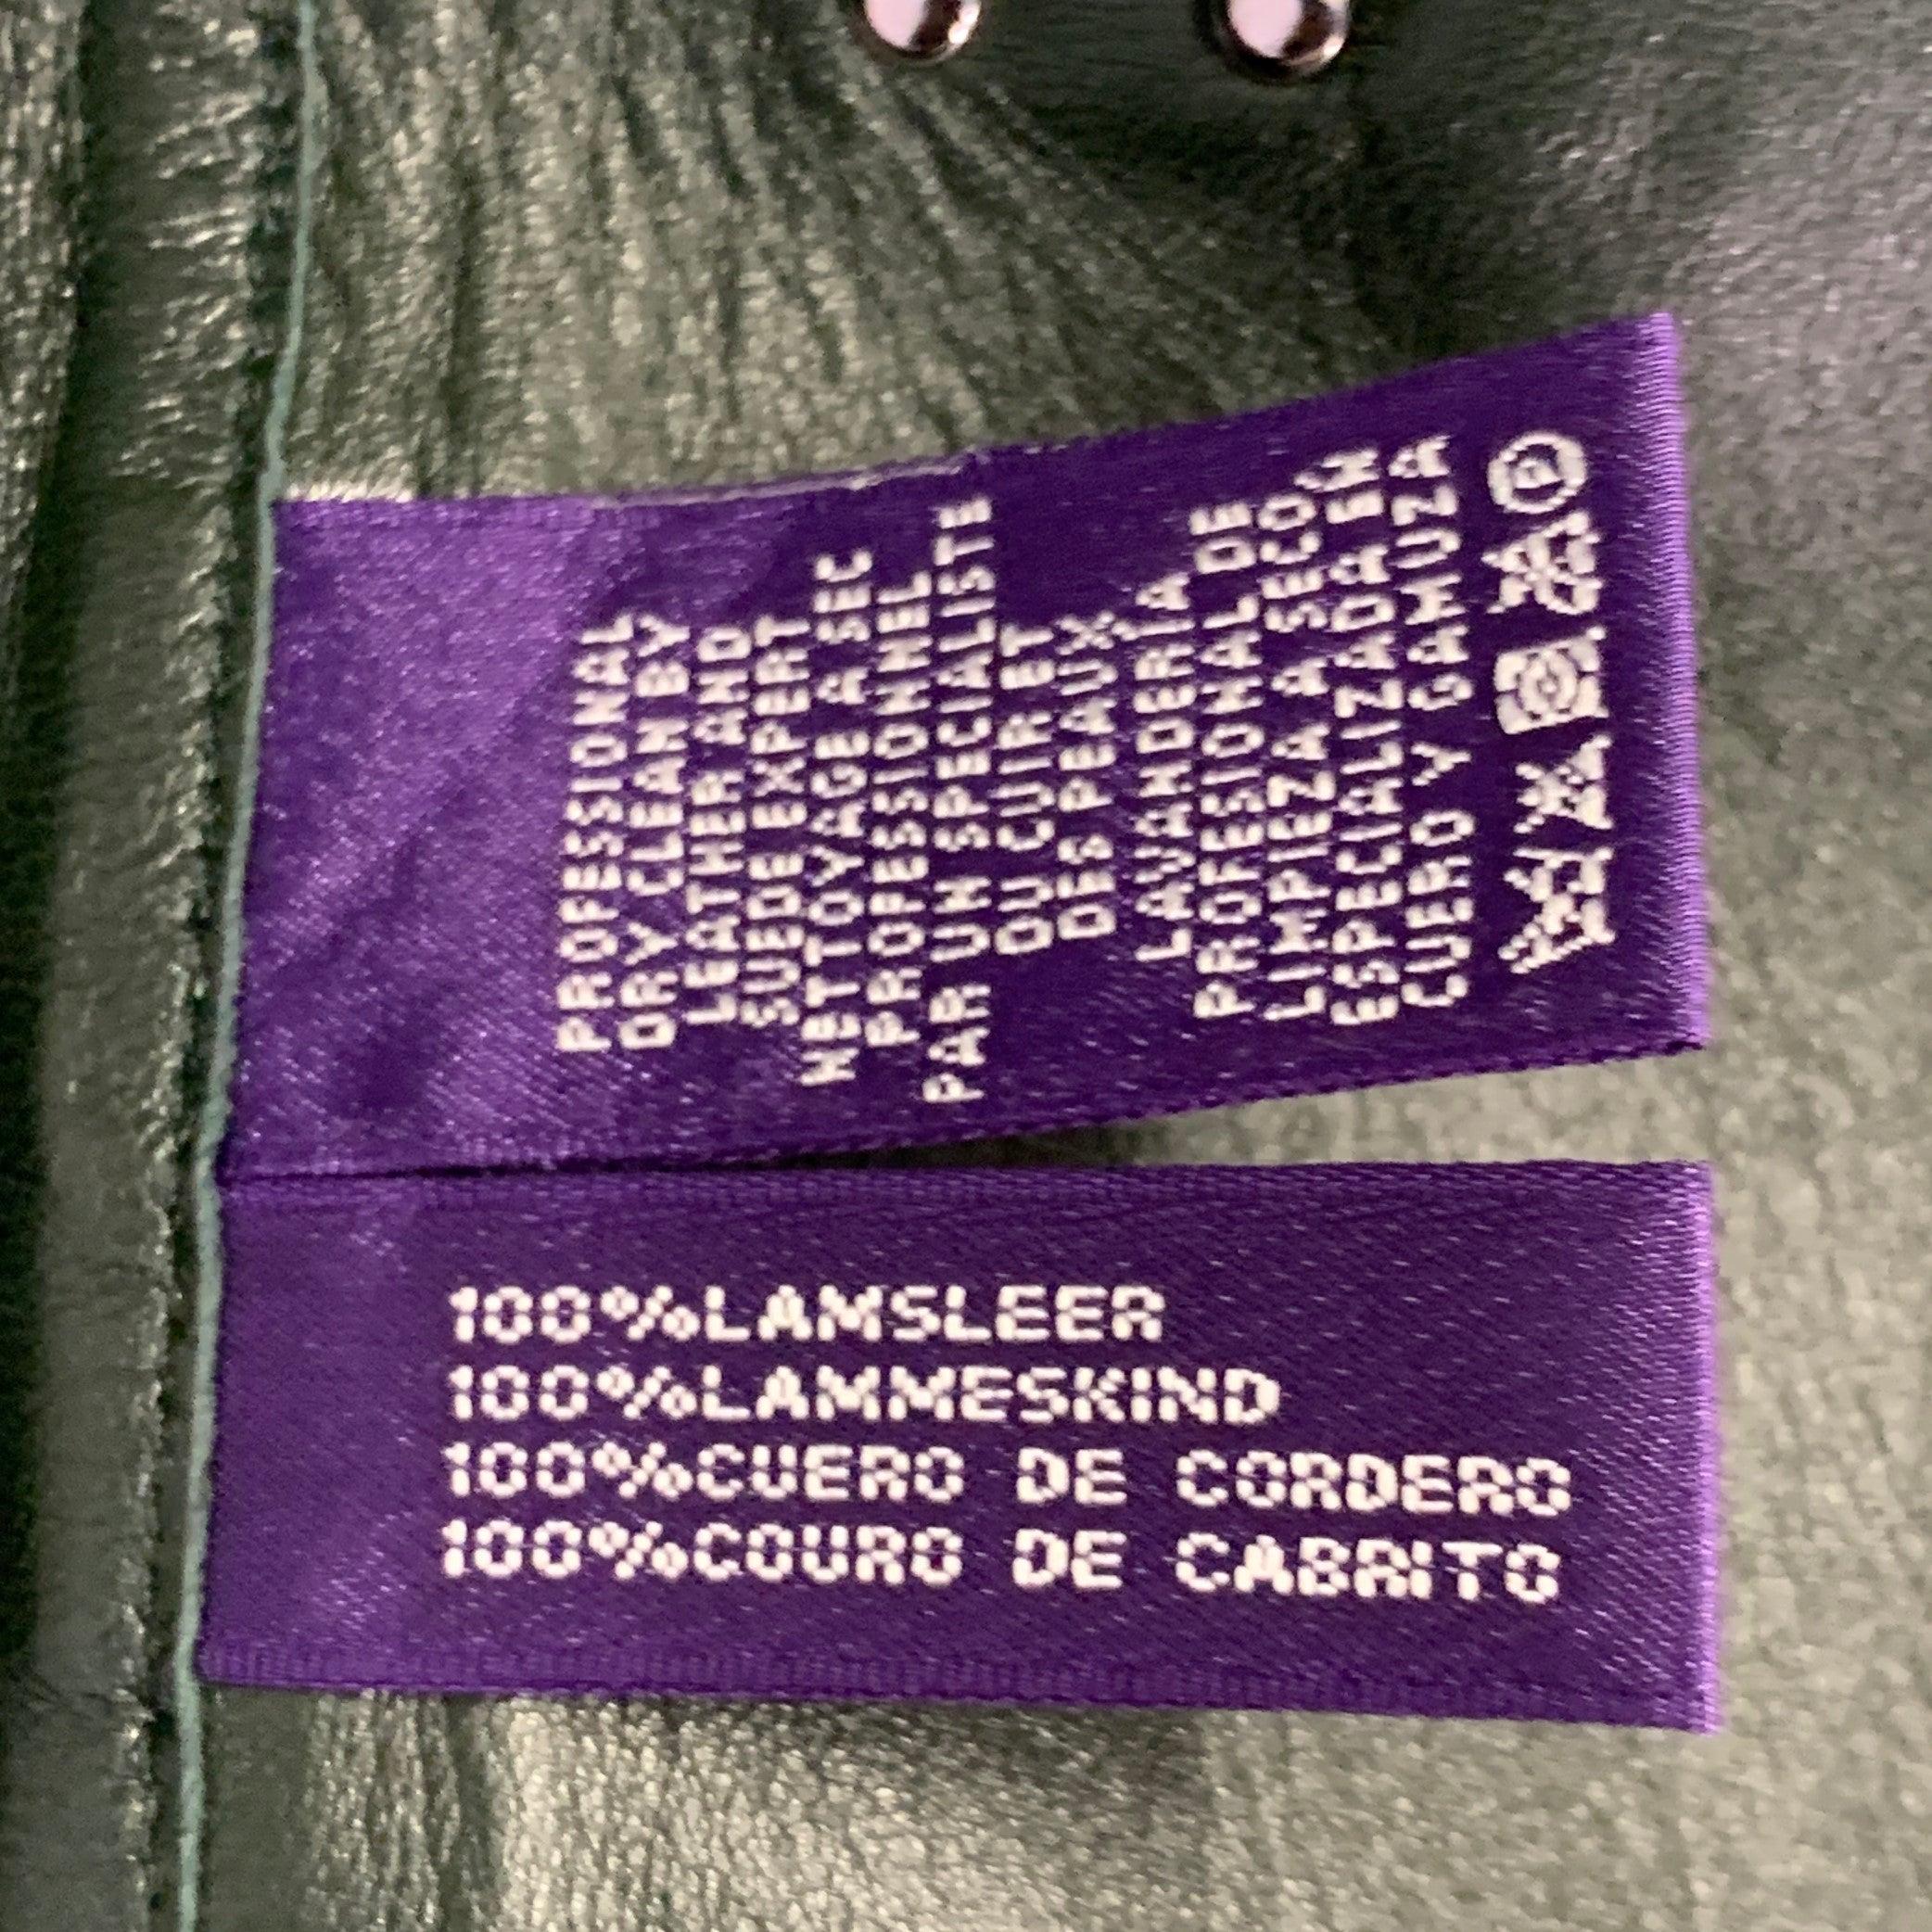 PROFESSIONAL
DRY CLEAN BY
LEATHER AND
SUEDE EXPERT
NETTOYAGE A SEC
PROFESSIONNEL
PAR UN SPECIALISTE
DU CUIR ET
DES PEAUX
LAVANDERIA
PROFESIONAL DE
LIMPIEZA A SECO,
ESPECIALIZADA EN
CUERO Y GAMUZA
P
100%LAMSLEER
100%LAMMESKIND
100%CUERO DE CORDERO
100%COURO DE CABRITO